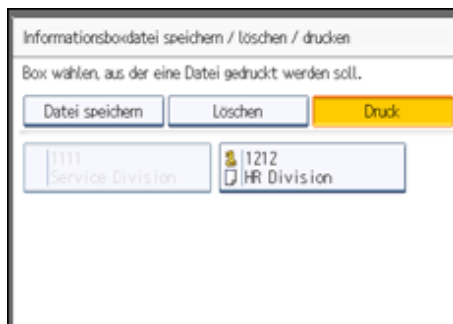 Informationsboxdatei speichern / löschen / drucken
Box wählen, aus der eine Datei gedruckt werden soll.
Datei speichern Löschen Druck
1111 1212
Service Division HR Division